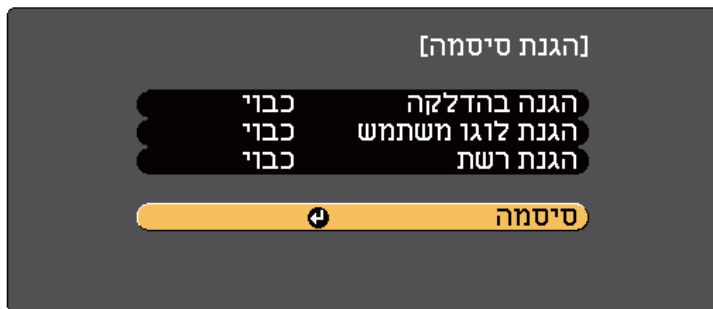 [הגנת סיסמה]
הגנה בהדלקה כבוי
הגנת לוגו משתמש כבוי
הגנת רשת כבוי
סיסמה